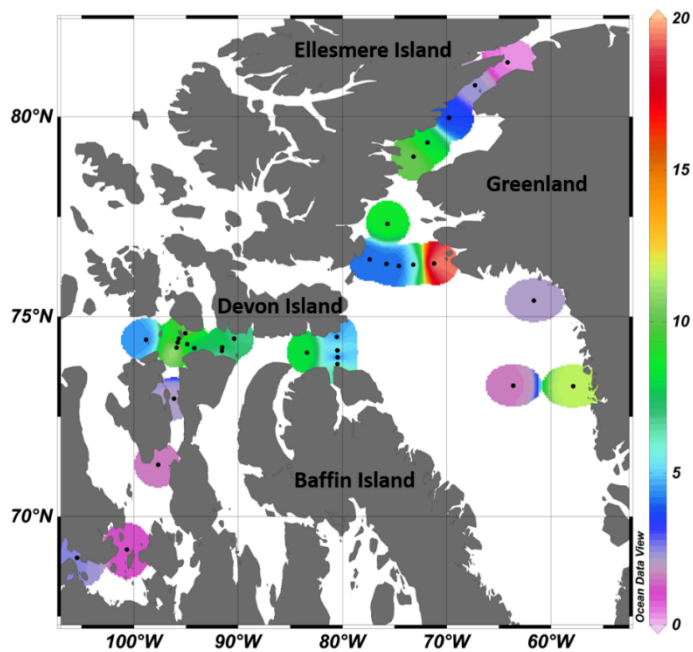 Ellesmere Island
Greenland
Devon Island
Baffin Island
80°N
75°N
70°N
100°W
90°W
80°W
70°W
60°W
20
15
10
5
0
Ocean Data View